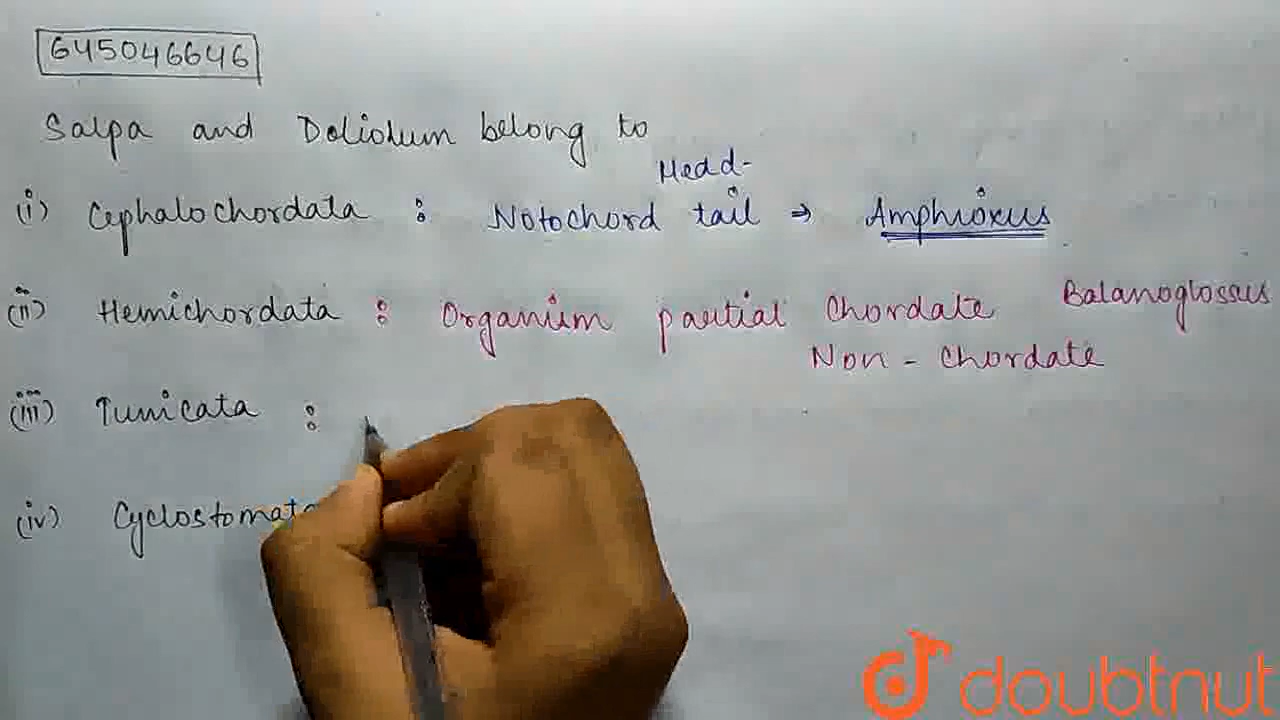 645046646
Salpa and Doliolum belong to
Head-
(i) Cephalochordata : Notochord tail ⇒ Amphioxus
(ii) Hemichordata : Organism partial Chordate Balanoglossus
Non - Chordate
(iii) Tunicata :
(iv) Cyclostomata
doubtnut